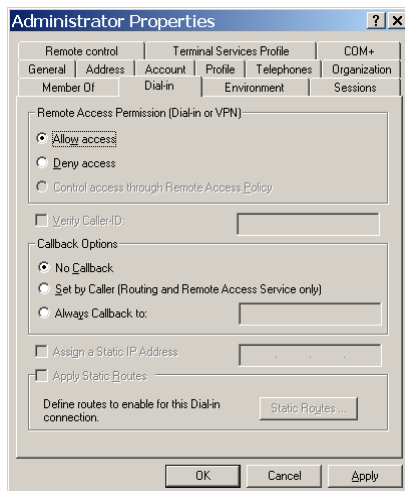 Administrator Properties
Remote control Terminal Services Profile COM+
General Address Account Profile Telephones Organization
Member Of Dial-in Environment Sessions
Remote Access Permission (Dial-in or VPN)
Allow access
Deny access
Control access through Remote Access Policy
Verify Caller-ID:
Callback Options
No Callback
Set by Caller (Routing and Remote Access Service only)
Always Callback to:
Assign a Static IP Address
Apply Static Routes
Define routes to enable for this Dial-in
connection.
Static Routes ...
OK Cancel Apply